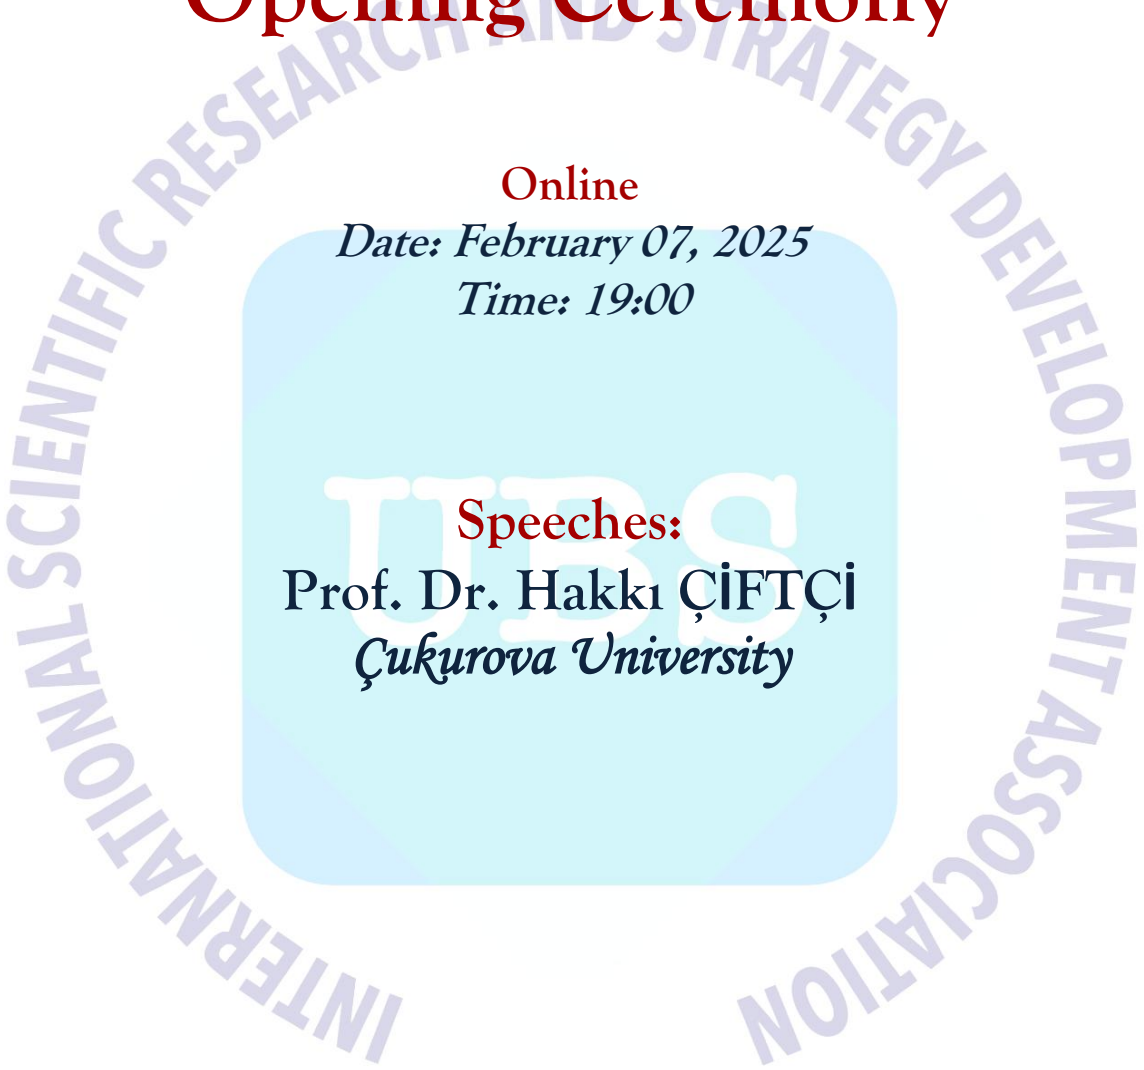 Opening Ceremony
INTERNATIONAL SCIENTIFIC RESEARCH AND STRATEGY DEVELOPMENT ASSOCIATION
Online
Date: February 07, 2025
Time: 19:00
UBS
Speeches:
Prof. Dr. Hakkı ÇİFTÇİ
Çukurova University